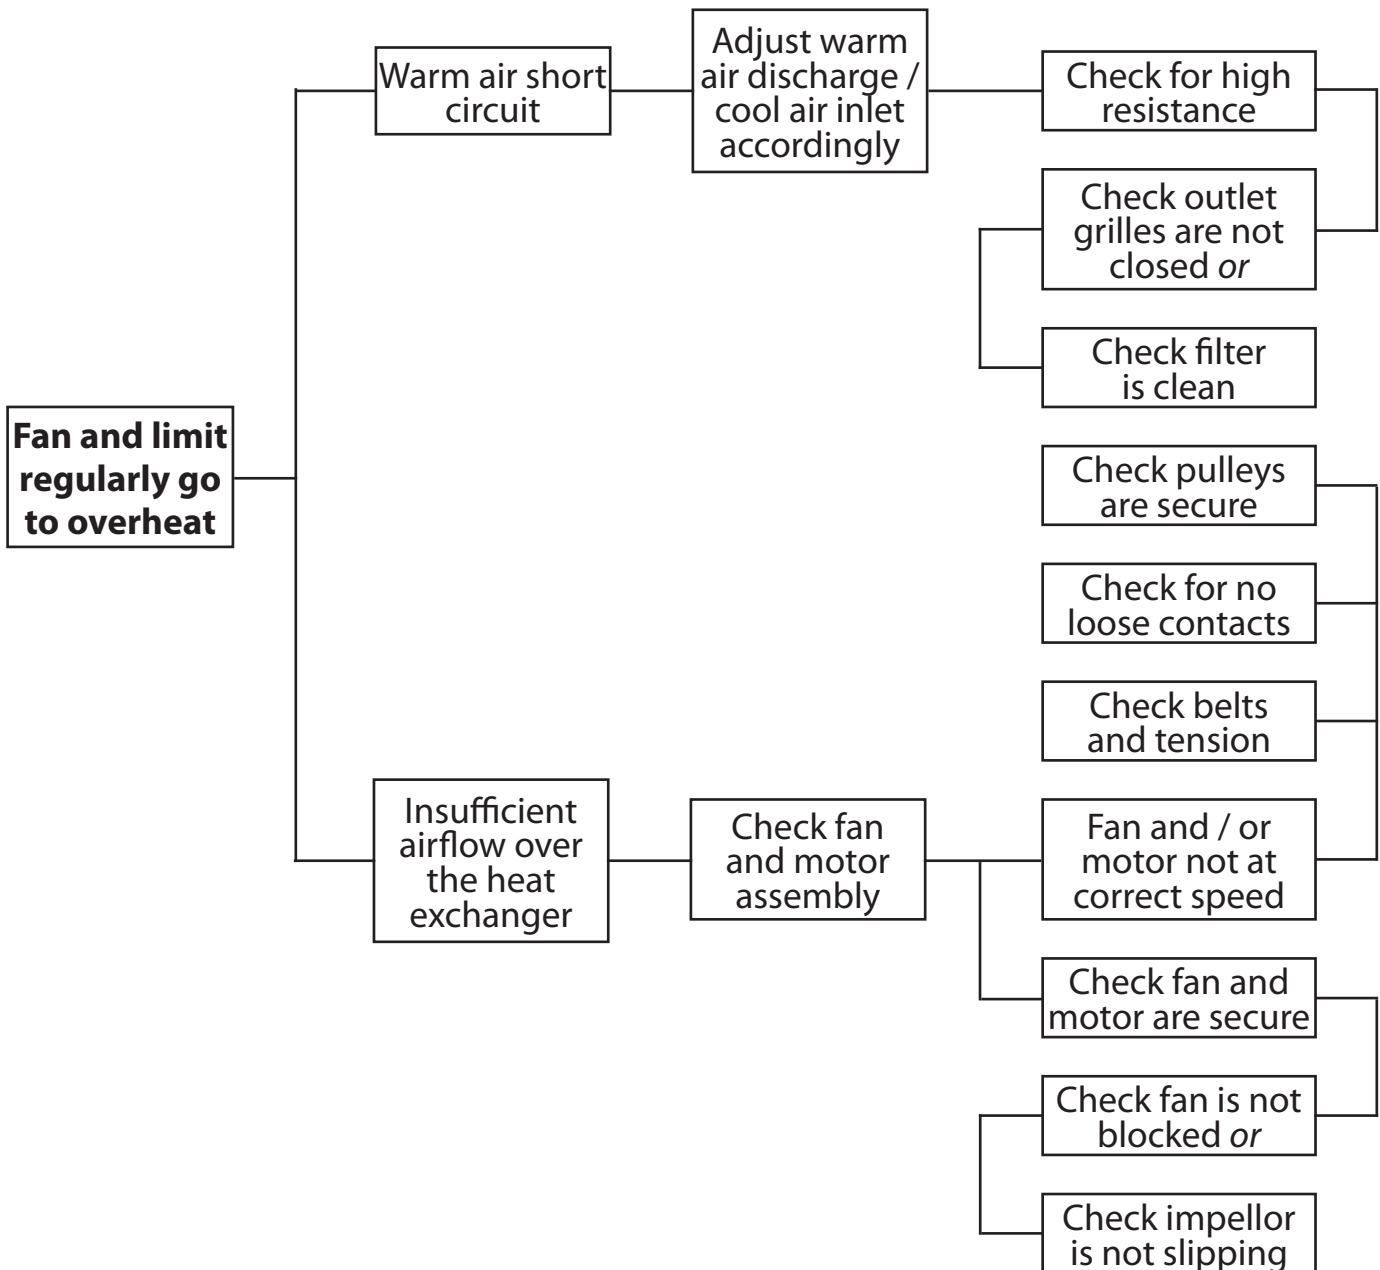 Warm air short
circuit
Adjust warm
air discharge /
cool air inlet
accordingly
Check for high
resistance
Check outlet
grilles are not
closed or
Check filter
is clean
Fan and limit
regularly go
to overheat
Check pulleys
are secure
Check for no
loose contacts
Check belts
and tension
Insufficient
airflow over
the heat
exchanger
Check fan
and motor
assembly
Fan and / or
motor not at
correct speed
Check fan and
motor are secure
Check fan is not
blocked or
Check impellor
is not slipping